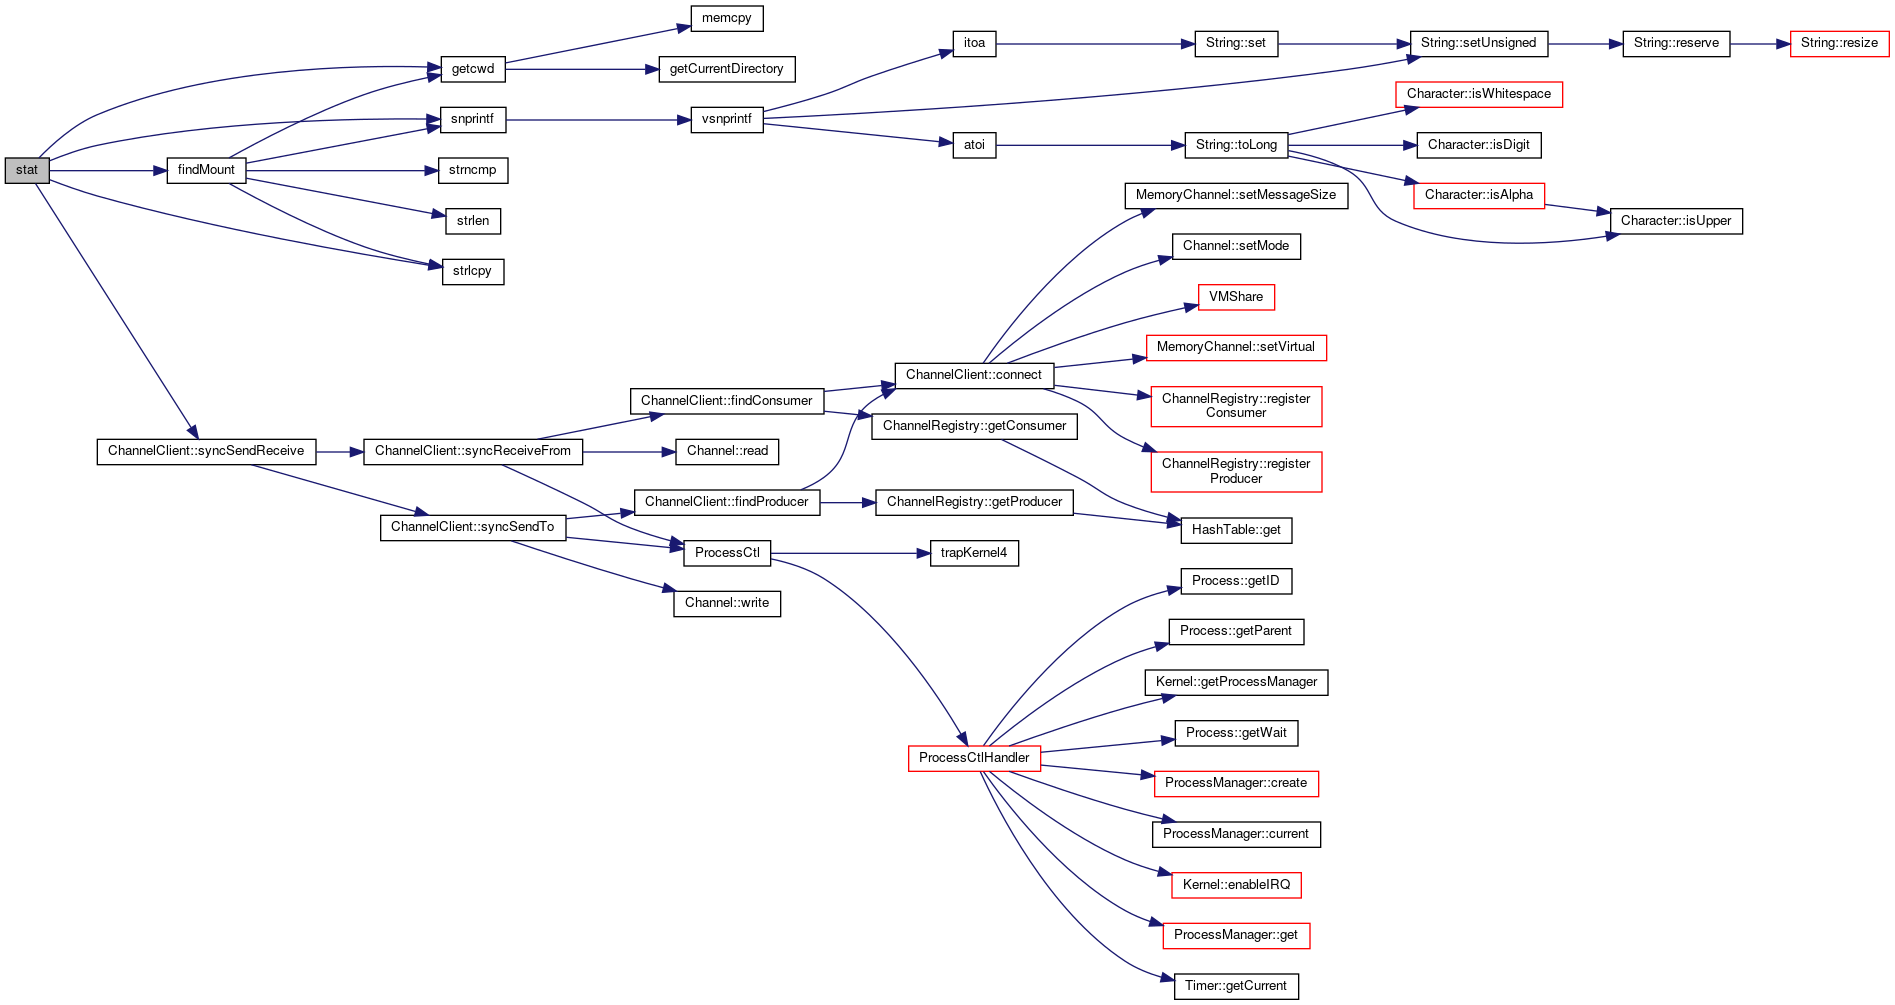 memcpy
itoa
String::set
String::setUnsigned
String::reserve
String::resize
getcwd
getCurrentDirectory
Character::isWhitespace
snprintf
vsnprintf
atoi
String::toLong
Character::isDigit
stat
findMount
strncmp
MemoryChannel::setMessageSize
Character::isAlpha
strlen
Character::isUpper
Channel::setMode
strlcpy
VMShare
MemoryChannel::setVirtual
ChannelClient::connect
ChannelClient::findConsumer
ChannelRegistry::register
Consumer
ChannelRegistry::getConsumer
ChannelClient::syncSendReceive
ChannelClient::syncReceiveFrom
Channel::read
ChannelRegistry::register
Producer
ChannelClient::findProducer
ChannelRegistry::getProducer
ChannelClient::syncSendTo
HashTable::get
ProcessCtl
trapKernel4
Process::getID
Channel::write
Process::getParent
Kernel::getProcessManager
Process::getWait
ProcessCtlHandler
ProcessManager::create
ProcessManager::current
Kernel::enableIRQ
ProcessManager::get
Timer::getCurrent